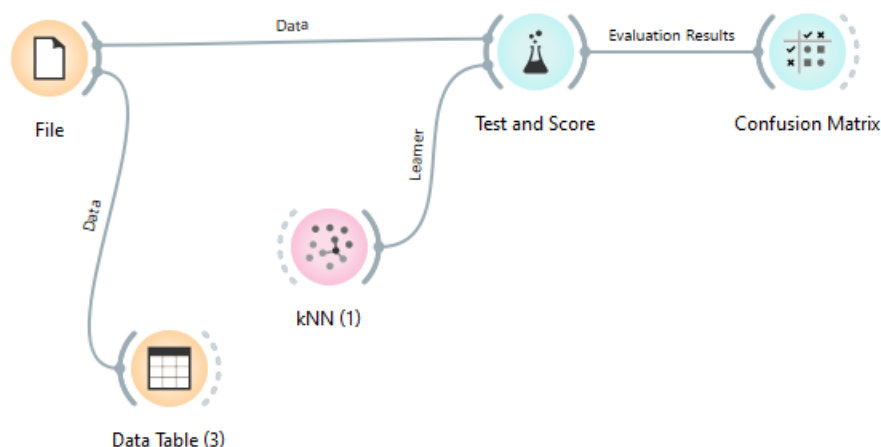 Data
Evaluation Results
File
Test and Score
Confusion Matrix
Learner
Data
kNN (1)
Data Table (3)